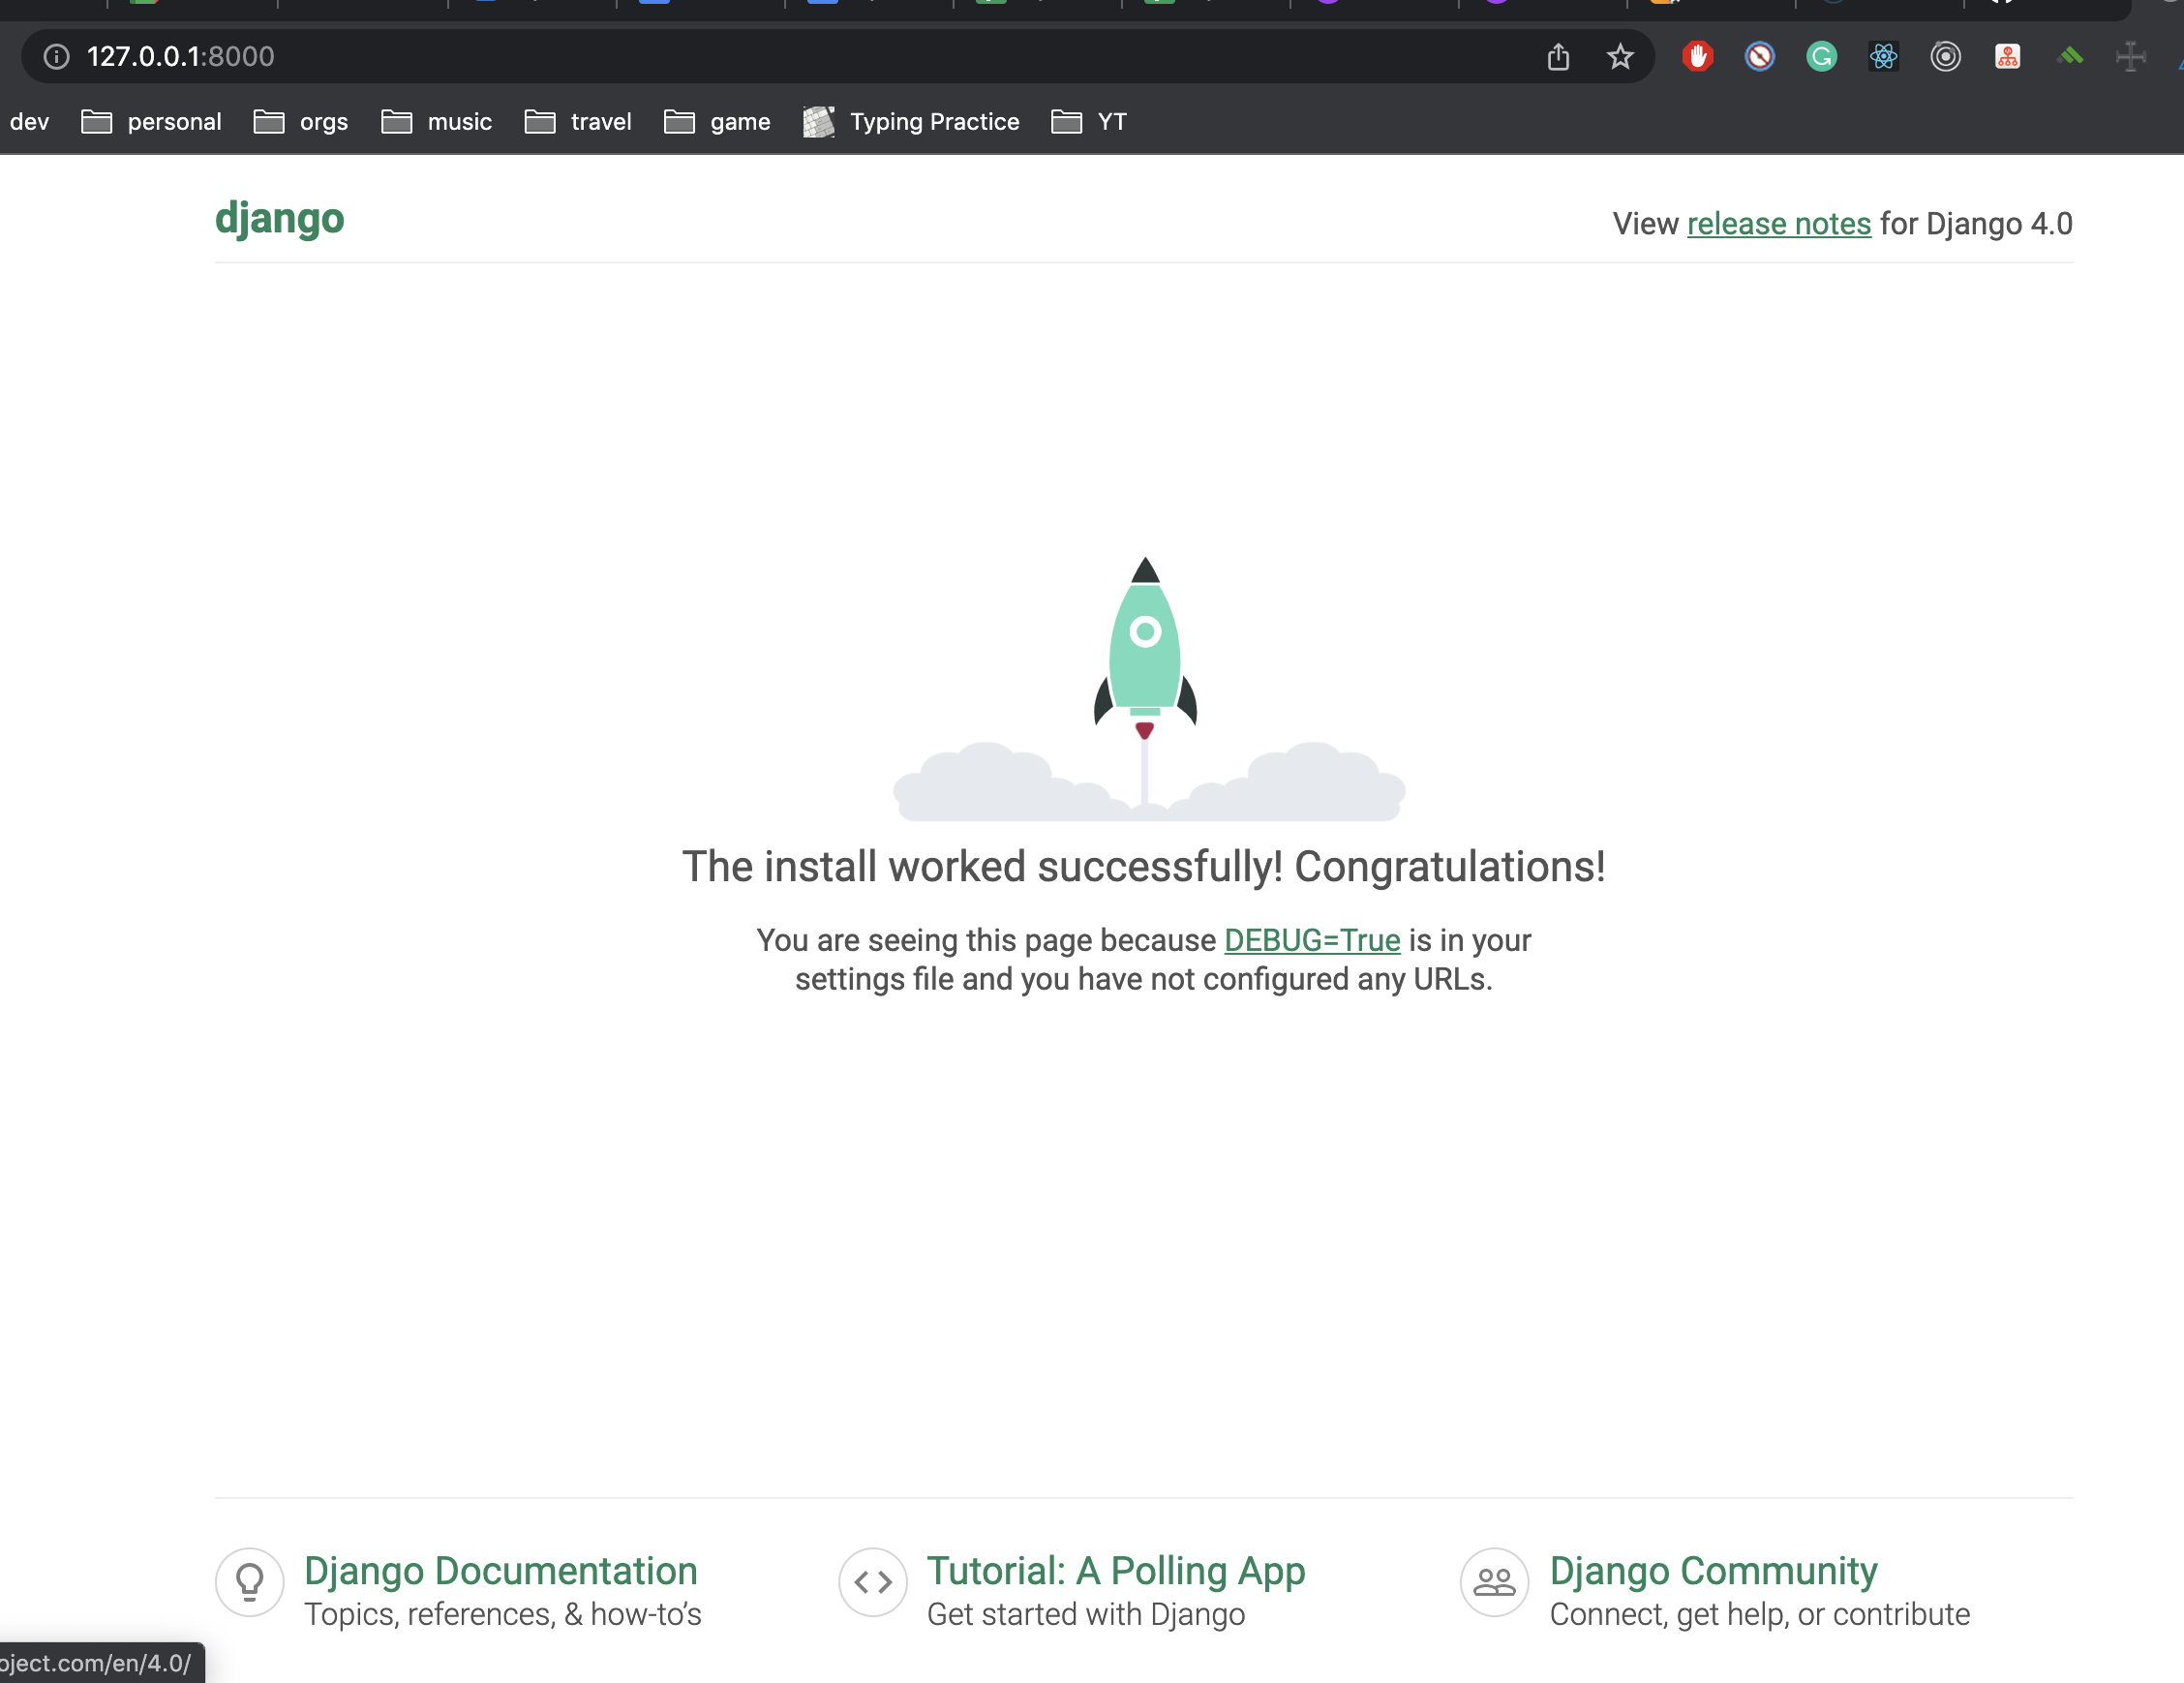 127.0.0.1:8000
dev personal orgs music travel game Typing Practice YT
django
View release notes for Django 4.0
The install worked successfully! Congratulations!
You are seeing this page because DEBUG=True is in your
settings file and you have not configured any URLs.
Django Documentation
Topics, references, & how-to’s
Tutorial: A Polling App
Get started with Django
Django Community
Connect, get help, or contribute
oject.com/en/4.0/